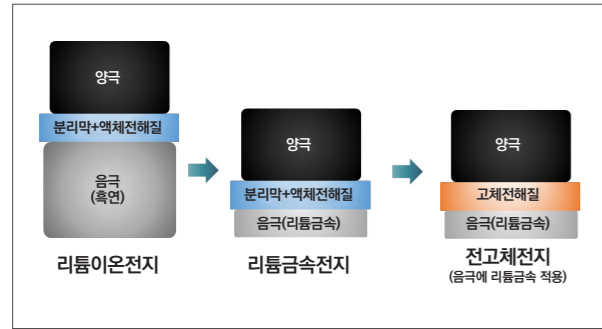 양극
분리막+액체전해질
음극
(흑연)
리튬이온전지
양극
분리막+액체전해질
음극(리튬금속)
리튬금속전지
양극
고체전해질
음극(리튬금속)
전고체전지
(음극에 리튬금속 적용)